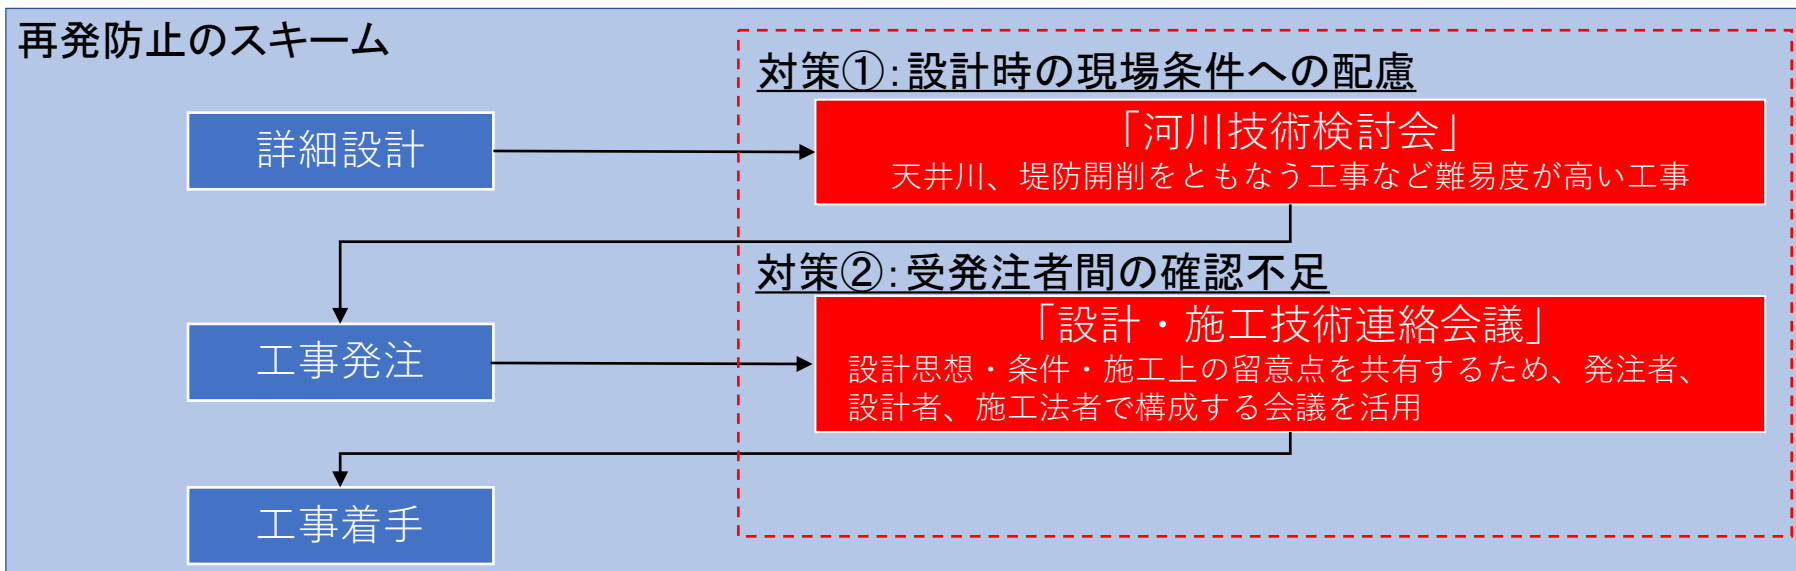 再発防止のスキーム
対策①：設計時の現場条件への配慮
詳細設計
「河川技術検討会」
天井川、堤防開削をともなう工事など難易度が高い工事
対策②：受発注者間の確認不足
工事発注
「設計・施工技術連絡会議」
設計思想・条件・施工上の留意点を共有するため、発注者、
設計者、施工法者で構成する会議を活用
工事着手